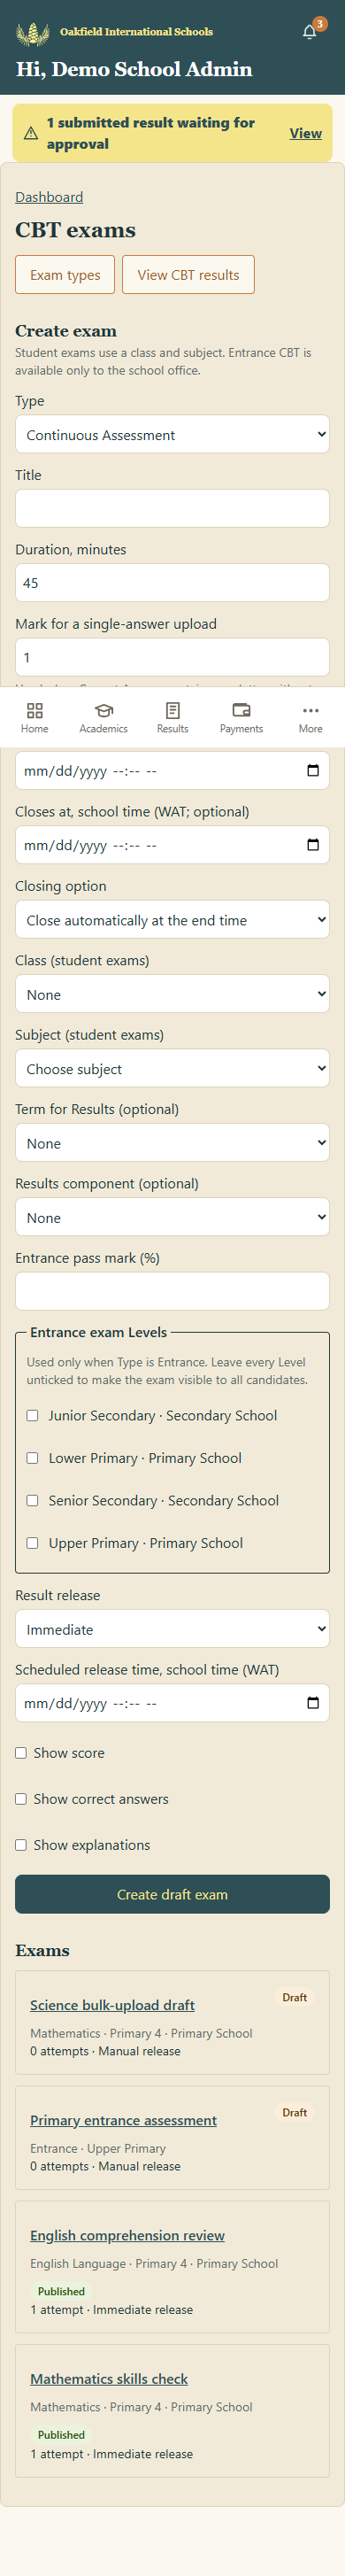 Oakfield International Schools
3
Hi, Demo School Admin
1 submitted result waiting for
approval
View
Dashboard
CBT exams
Exam types
View CBT results
Create exam
Student exams use a class and subject. Entrance CBT is
available only to the school office.
Type
Continuous Assessment
Title
Duration, minutes
45
Mark for a single-answer upload
1
Home
Academics
Results
Payments
More
mm/dd/yyyy --:-- --
Closes at, school time (WAT; optional)
mm/dd/yyyy --:-- --
Closing option
Close automatically at the end time
Class (student exams)
None
Subject (student exams)
Choose subject
Term for Results (optional)
None
Results component (optional)
None
Entrance pass mark (%)
Entrance exam Levels
Used only when Type is Entrance. Leave every Level
unticked to make the exam visible to all candidates.
Junior Secondary · Secondary School
Lower Primary · Primary School
Senior Secondary · Secondary School
Upper Primary · Primary School
Result release
Immediate
Scheduled release time, school time (WAT)
mm/dd/yyyy --:-- --
Show score
Show correct answers
Show explanations
Create draft exam
Exams
Science bulk-upload draft
Draft
Mathematics · Primary 4 · Primary School
0 attempts · Manual release
Primary entrance assessment
Draft
Entrance · Upper Primary
0 attempts · Manual release
English comprehension review
English Language · Primary 4 · Primary School
Published
1 attempt · Immediate release
Mathematics skills check
Mathematics · Primary 4 · Primary School
Published
1 attempt · Immediate release